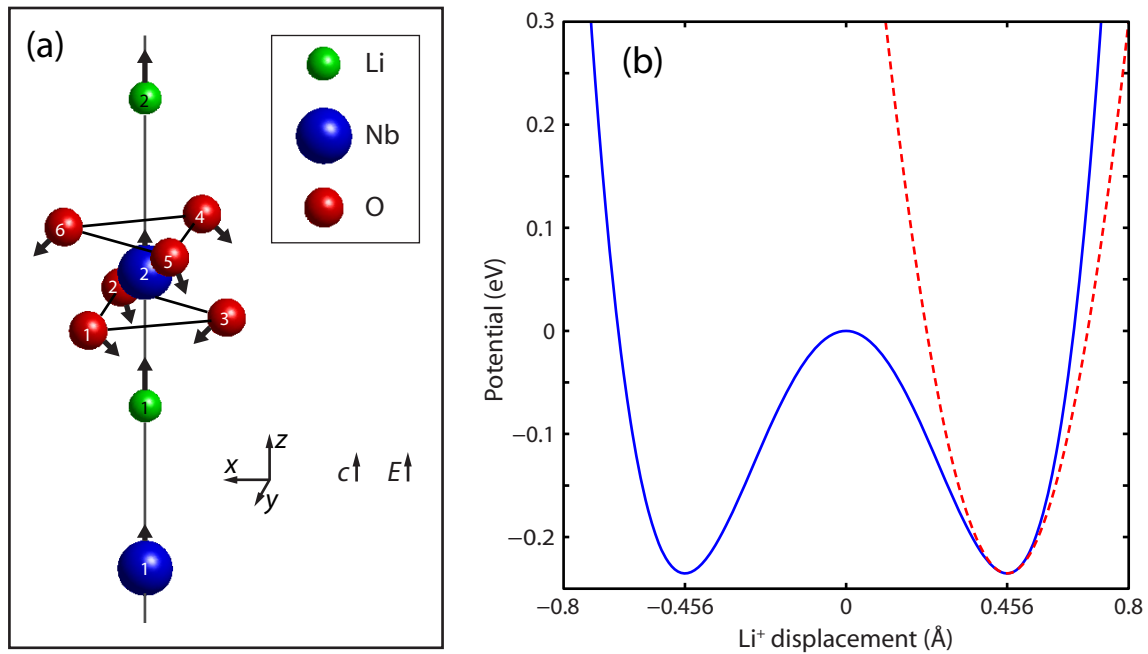 (a)
Li
Nb
O
2
6
4
5
2
2
1
3
1
z
x
y
c
E
1
(b)
Potential (eV)
0.3
0.2
0.1
0
−0.1
−0.2
−0.8
−0.456
0
0.456
0.8
Li⁺ displacement (Å)